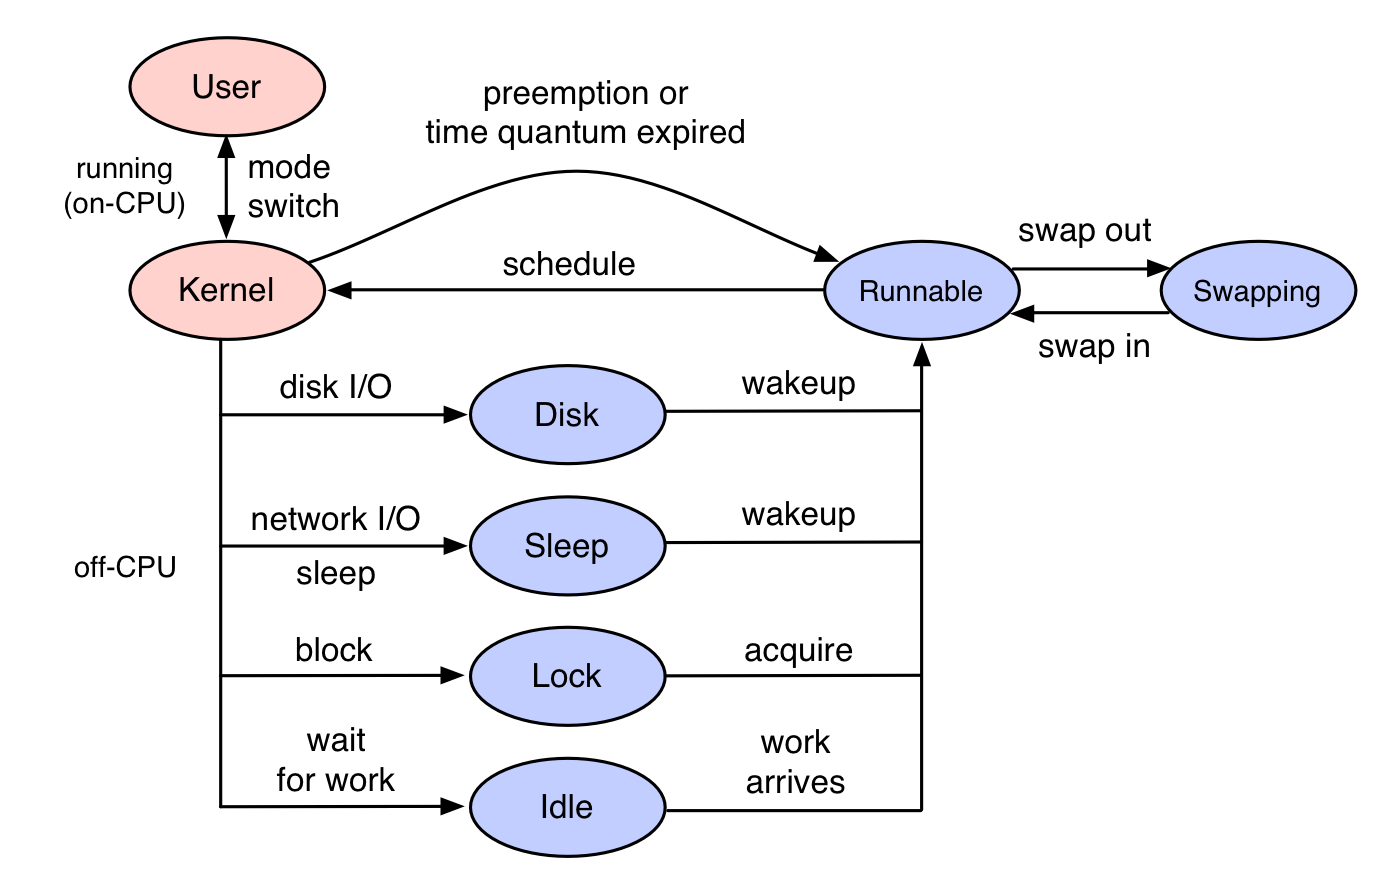 User
preemption or
time quantum expired
running
(on-CPU)
mode
switch
swap out
schedule
Kernel
Runnable
Swapping
swap in
disk I/O
Disk
wakeup
network I/O
sleep
Sleep
wakeup
off-CPU
block
Lock
acquire
wait
for work
Idle
work
arrives